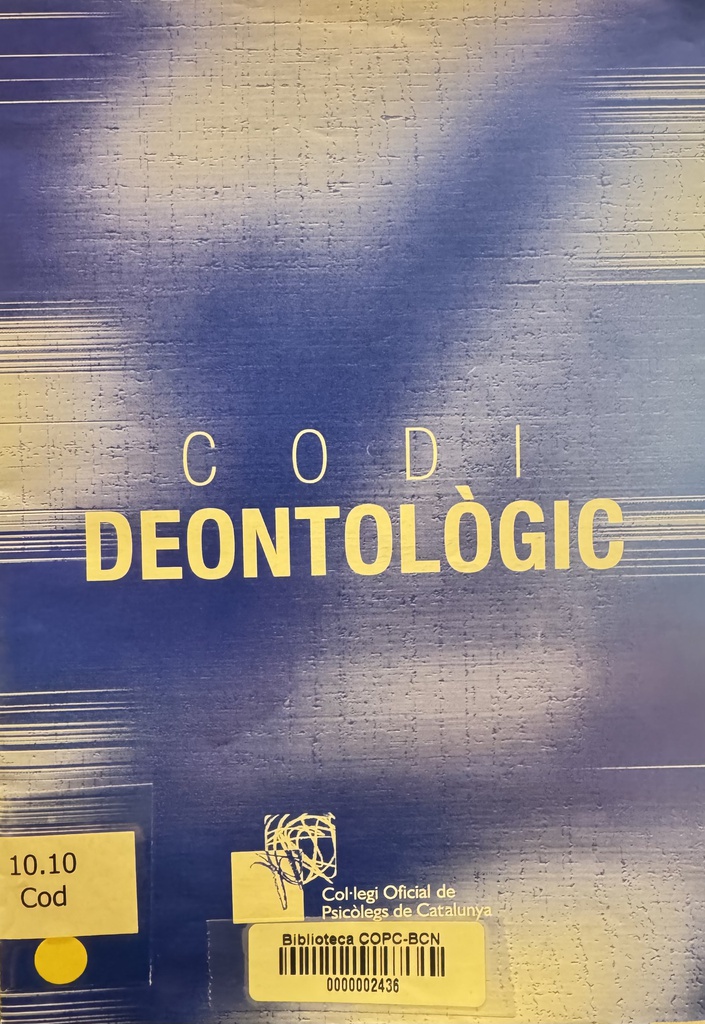 CODI
DEONTOLÒGIC
10.10
Cod
Col·legi Oficial de
Psicòlegs de Catalunya
Biblioteca COPC-BCN
0000002436